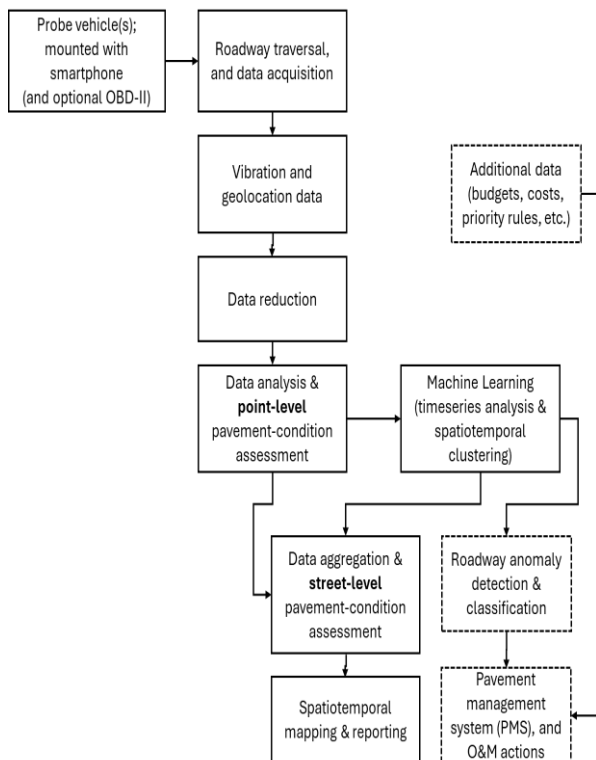 Probe vehicle(s);
mounted with
smartphone
(and optional OBD-II)
Roadway traversal,
and data acquisition
Vibration and
geolocation data
Additional data
(budgets, costs,
priority rules, etc.)
Data reduction
Data analysis &
point-level
pavement-condition
assessment
Machine Learning
(timeseries analysis &
spatiotemporal
clustering)
Data aggregation &
street-level
pavement-condition
assessment
Roadway anomaly
detection &
classification
Spatiotemporal
mapping & reporting
Pavement
management
system (PMS), and
O&M actions